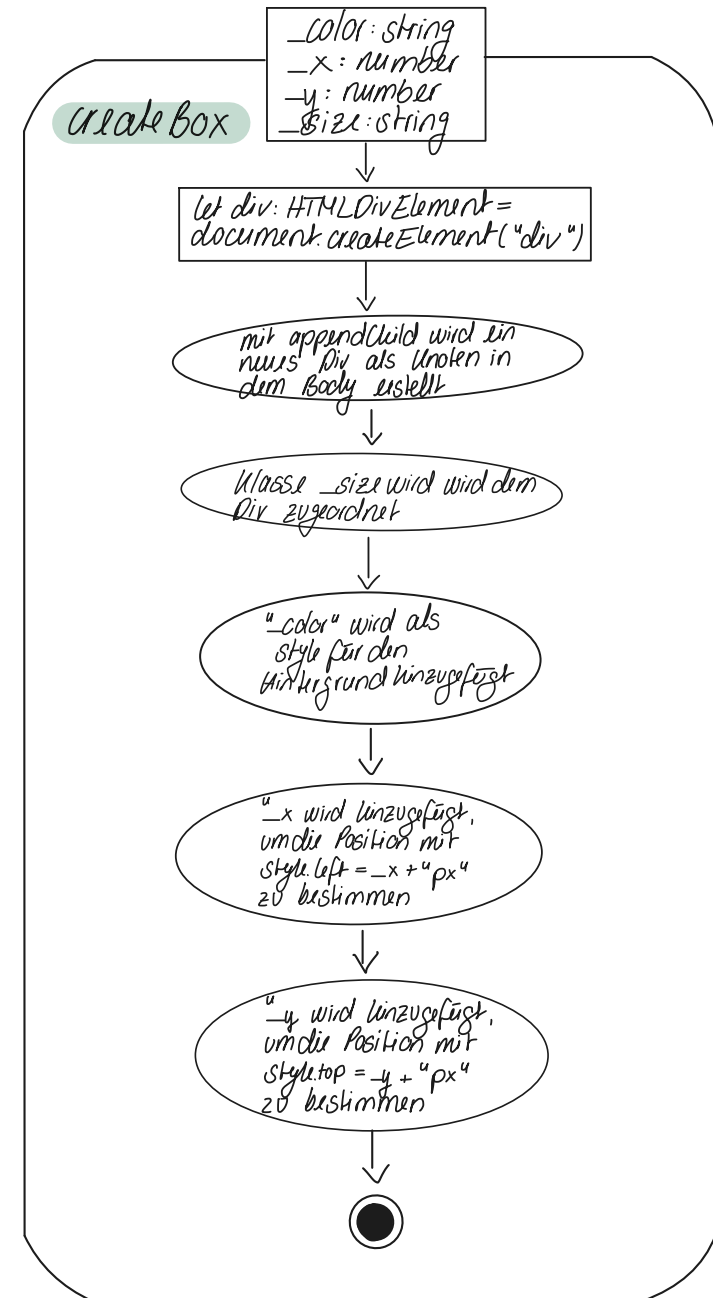 _color: string
_x: number
_y: number
_size: string
createBox
let div: HTMLDivElement =
document.createElement("div")
mit appendChild wird ein
neues Div als Knoten in
dem Body erstellt
Klasse _size wird wird dem
Div zugeordnet
"_color" wird als
style für den
Hintergrund hinzugefügt
"_x wird hinzugefügt,
um die Position mit
style.left = _x + "px"
zu bestimmen
"_y wird hinzugefügt,
um die Position mit
style.top = _y + "px"
zu bestimmen